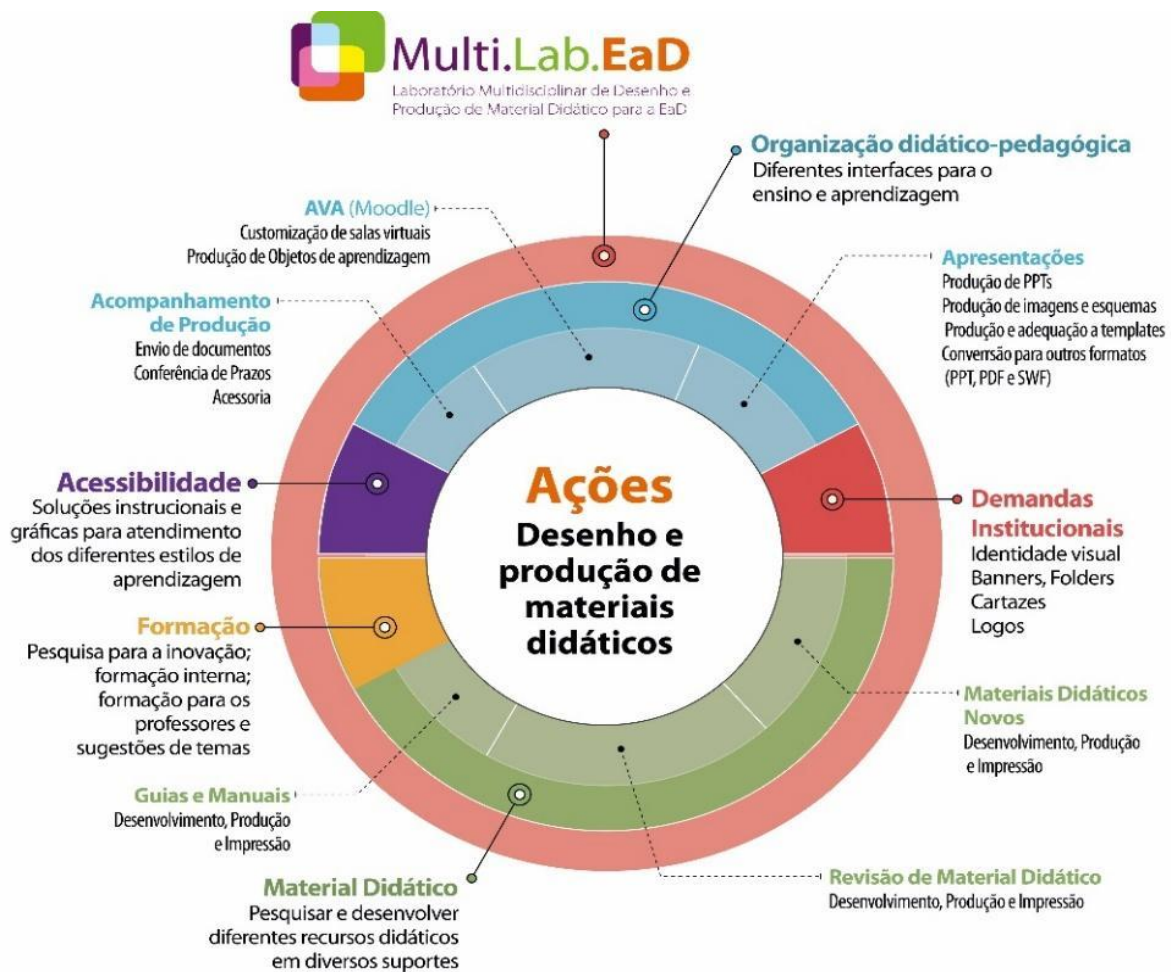 Multi.Lab.EaD
Laboratório Multidisciplinar de Desenho e
Produção de Material Didático para a EaD
Organização didático-pedagógica
Diferentes interfaces para o
ensino e aprendizagem
AVA (Moodle)
Customização de salas virtuais
Produção de Objetos de aprendizagem
Apresentações
Produção de PPTs
Produção de imagens e esquemas
Produção e adequação a templates
Converrsão para outros formatos
(PPT, PDF e SWF)
Acompanhamento
de Produção
Envio de documentos
Conferência de Prazos
Acessoria
Acessibilidade
Soluções instrucionais e
gráficas para atendimento
dos diferentes estilos de
aprendizagem
Ações
Desenho e
produção de
materiais
didáticos
Demandas
Institucionais
Identidade visual
Banners, Folders
Cartazes
Logos
Formação
Pesquisa para a inovação;
formação interna;
formação para os
professores e
sugestões de temas
Materiais Didáticos
Novos
Desenvolvimento, Produção
e Impressão
Guias e Manuais
Desenvolvimento, Produção
e Impressão
Material Didático
Pesquisar e desenvolver
diferentes recursos didáticos
em diversos suportes
Revisão de Material Didático
Desenvolvimento, Produção e Impressão